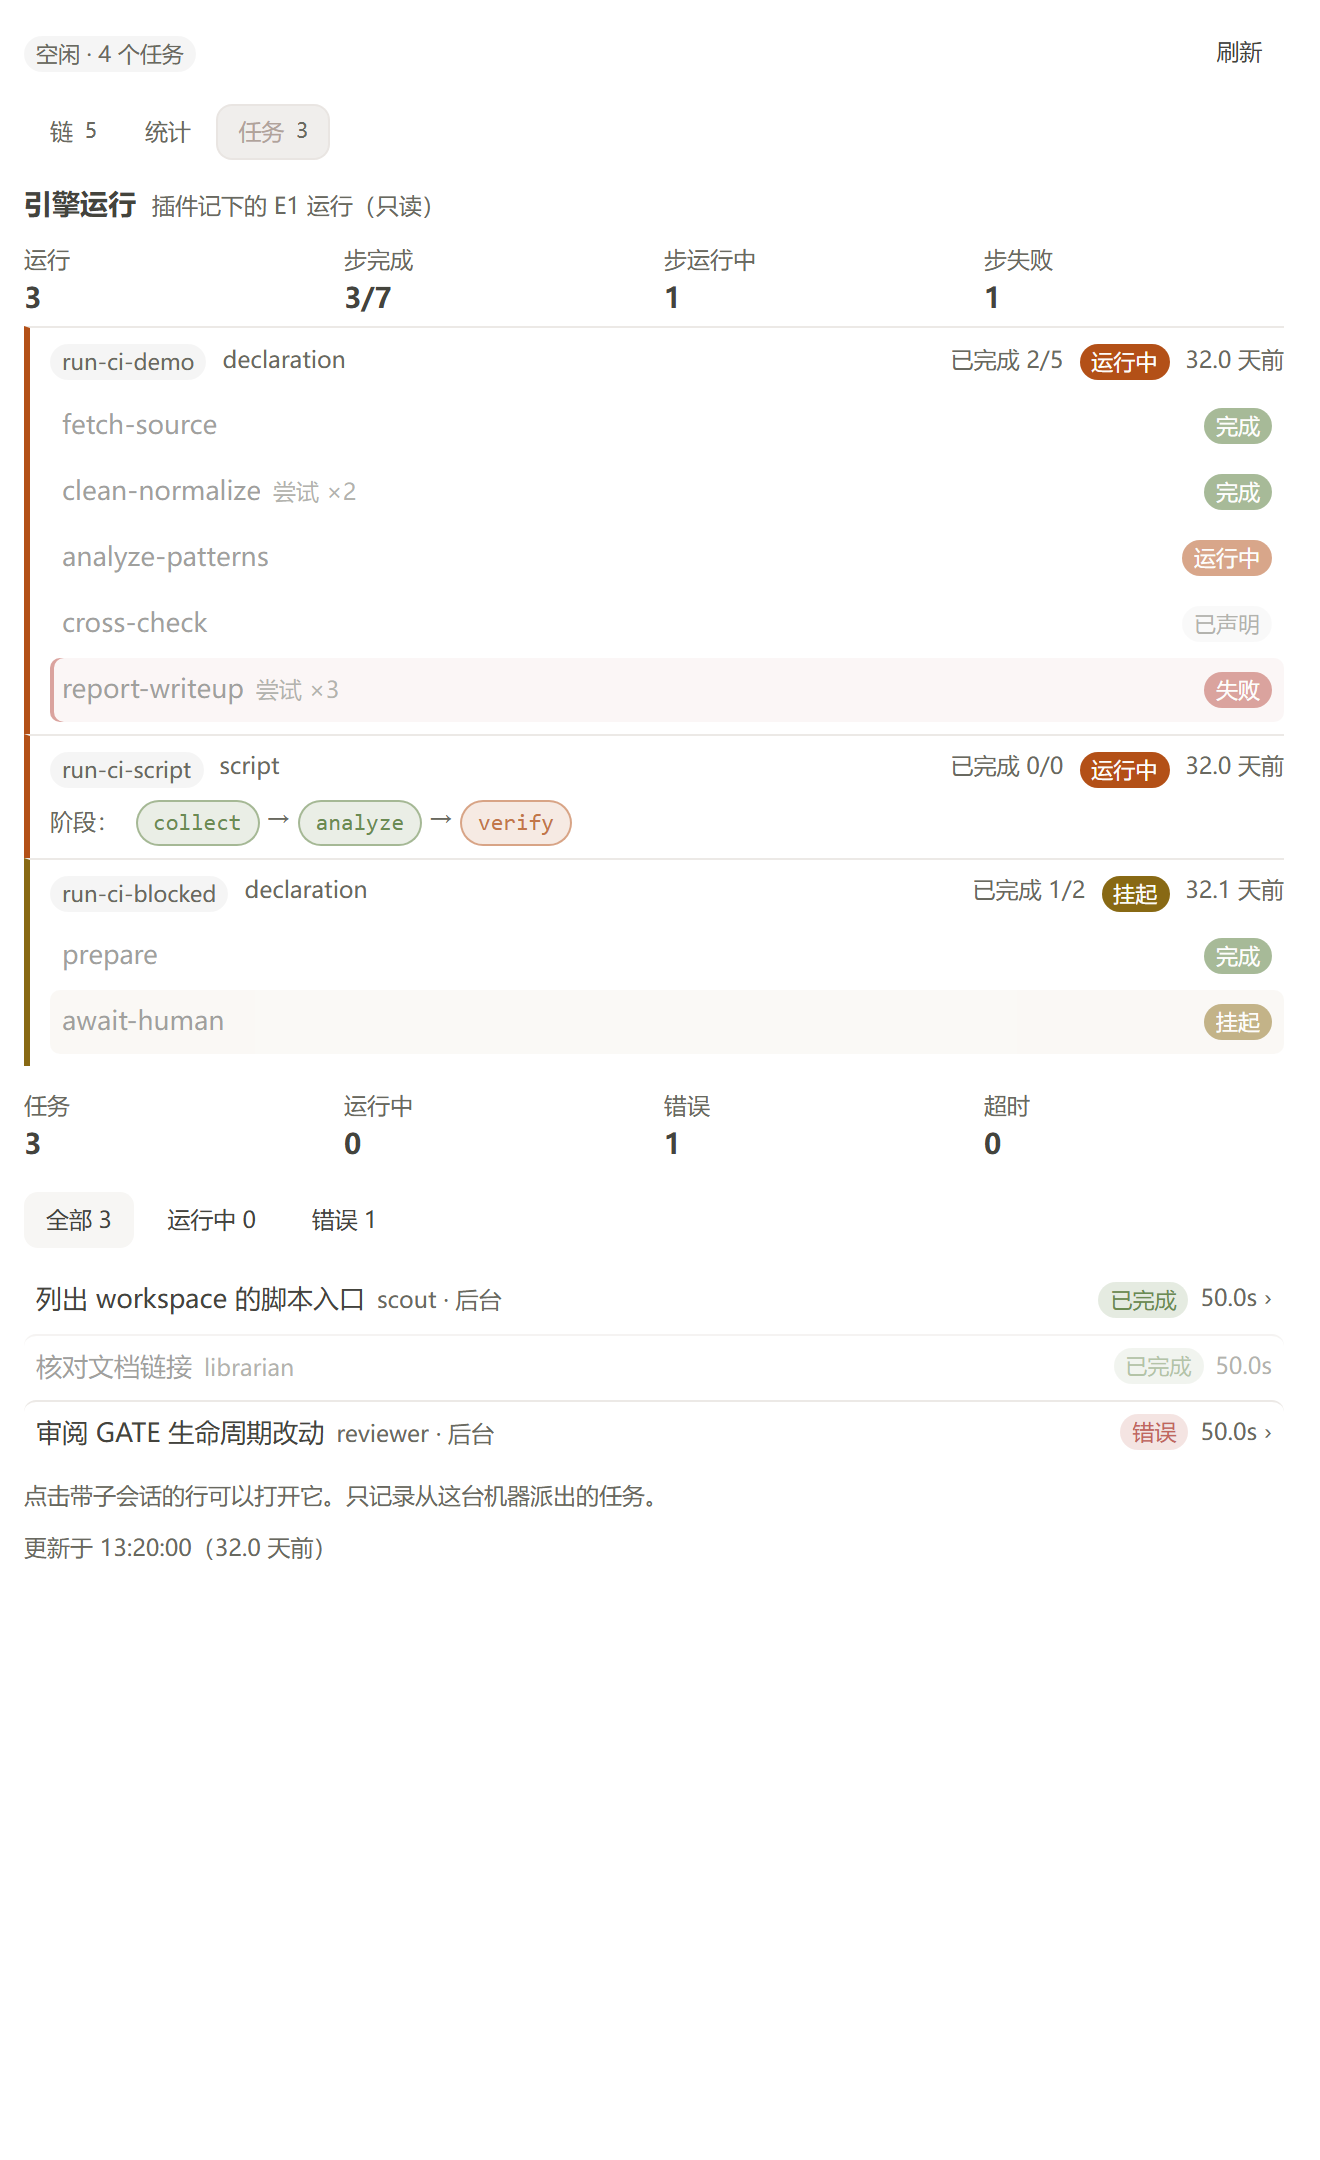 空闲 · 4 个任务
刷新
链 5 统计 任务 3
引擎运行 插件记下的 E1 运行（只读）
运行 步完成 步运行中 步失败
3 3/7 1 1
run-ci-demo declaration 已完成 2/5 运行中 32.0 天前
fetch-source 完成
clean-normalize 尝试 ×2 完成
analyze-patterns 运行中
cross-check 已声明
report-writeup 尝试 ×3 失败
run-ci-script script 已完成 0/0 运行中 32.0 天前
阶段： collect → analyze → verify
run-ci-blocked declaration 已完成 1/2 挂起 32.1 天前
prepare 完成
await-human 挂起
任务 运行中 错误 超时
3 0 1 0
全部 3 运行中 0 错误 1
列出 workspace 的脚本入口 scout · 后台 已完成 50.0s ›
核对文档链接 librarian 已完成 50.0s
审阅 GATE 生命周期改动 reviewer · 后台 错误 50.0s ›
点击带子会话的行可以打开它。只记录从这台机器派出的任务。
更新于 13:20:00（32.0 天前）